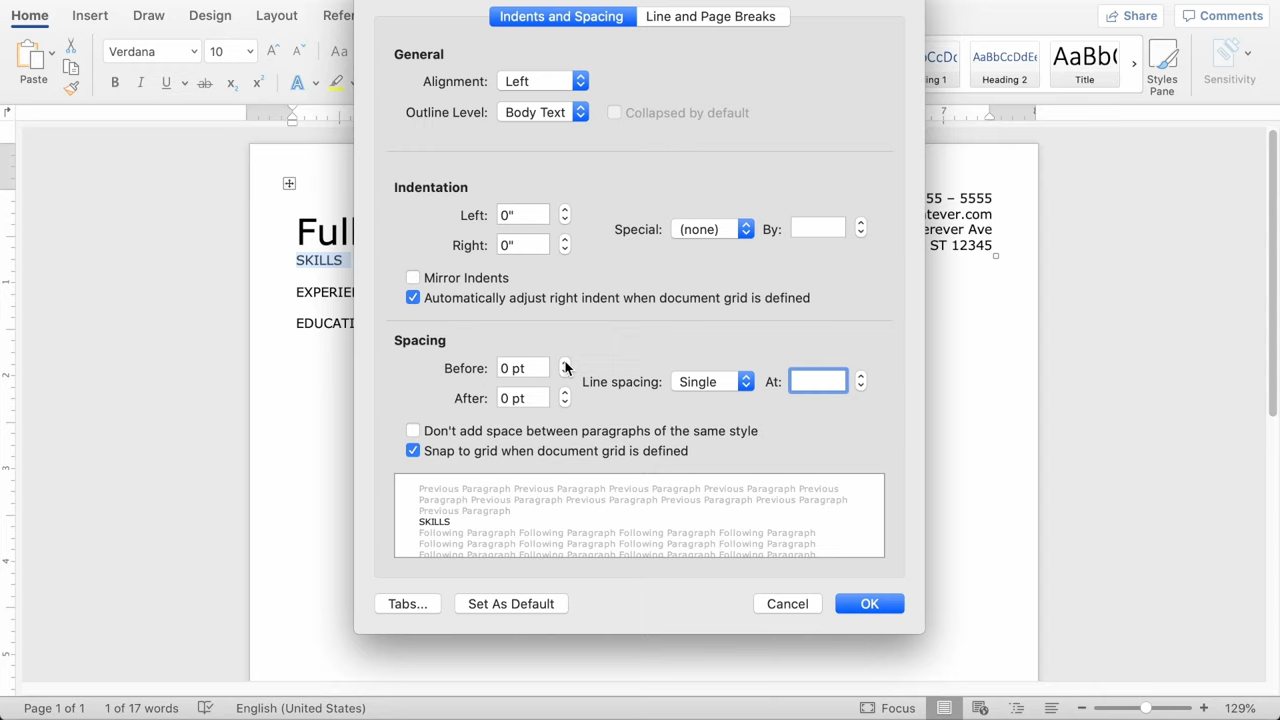 Home Insert Draw Design Layout Refer
Share Comments
Indents and Spacing Line and Page Breaks
Paste
Verdana 10 Aa
AaBbCcDdEe AaBb(
ing 1 Heading 2 Title
Styles Pane
Sensitivity
General
Alignment: Left
Outline Level: Body Text Collapsed by default
Indentation
Left: 0"
Right: 0"
Special: (none) By:
Mirror Indents
Automatically adjust right indent when document grid is defined
Spacing
Before: 0 pt
After: 0 pt
Line spacing: Single At:
Don't add space between paragraphs of the same style
Snap to grid when document grid is defined
Previous Paragraph Previous Paragraph Previous Paragraph Previous Paragraph Previous
Paragraph Previous Paragraph Previous Paragraph Previous Paragraph Previous Paragraph
Previous Paragraph
SKILLS
Following Paragraph Following Paragraph Following Paragraph Following Paragraph
Following Paragraph Following Paragraph Following Paragraph Following Paragraph
Following Paragraph Following Paragraph Following Paragraph Following Paragraph
Tabs... Set As Default Cancel OK
Full
SKILLS
EXPERIE
EDUCATI
55 – 5555
tever.com
erever Ave
ST 12345
Page 1 of 1 1 of 17 words English (United States) Focus 129%